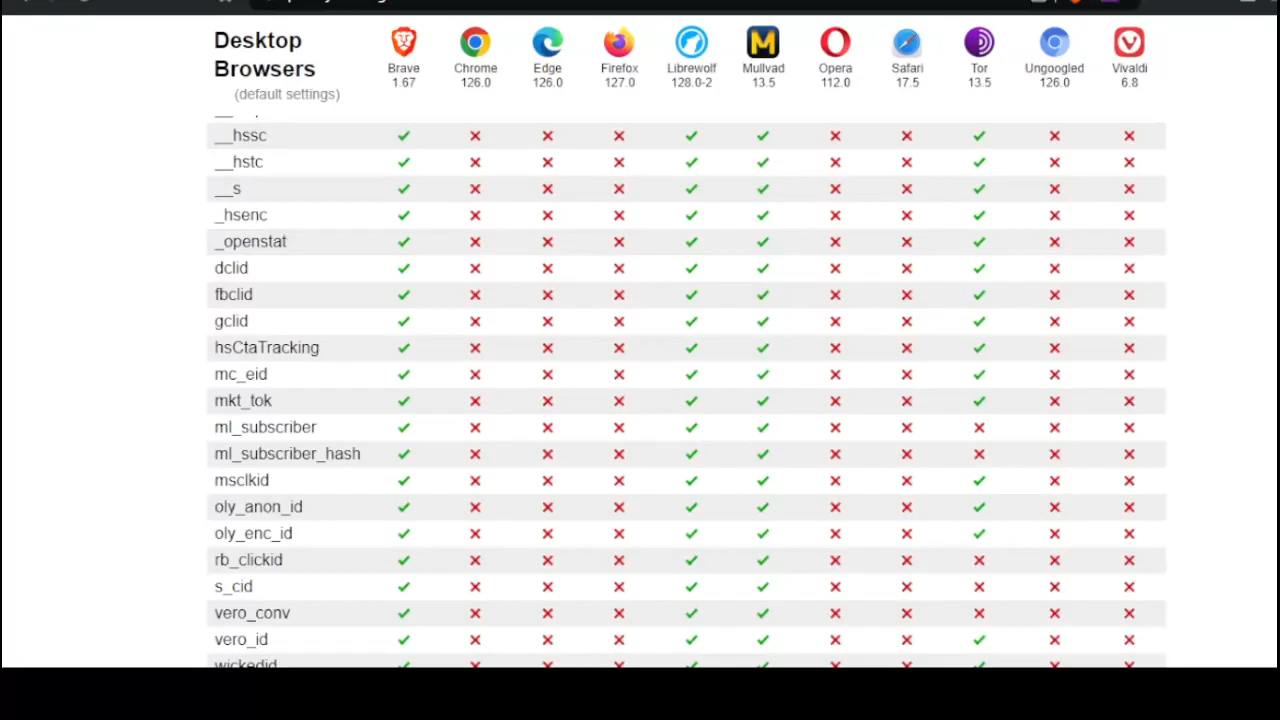 Desktop
Browsers
(default settings)
Brave Chrome Edge Firefox Librewolf Mullvad Opera Safari Tor Ungoogled Vivaldi
1.67 126.0 126.0 127.0 128.0-2 13.5 112.0 17.5 13.5 126.0 6.8
__hssc
__hstc
__s
_hsenc
_openstat
dclid
fbclid
gclid
hsCtaTracking
mc_eid
mkt_tok
ml_subscriber
ml_subscriber_hash
msclkid
oly_anon_id
oly_enc_id
rb_clickid
s_cid
vero_conv
vero_id
wickedid